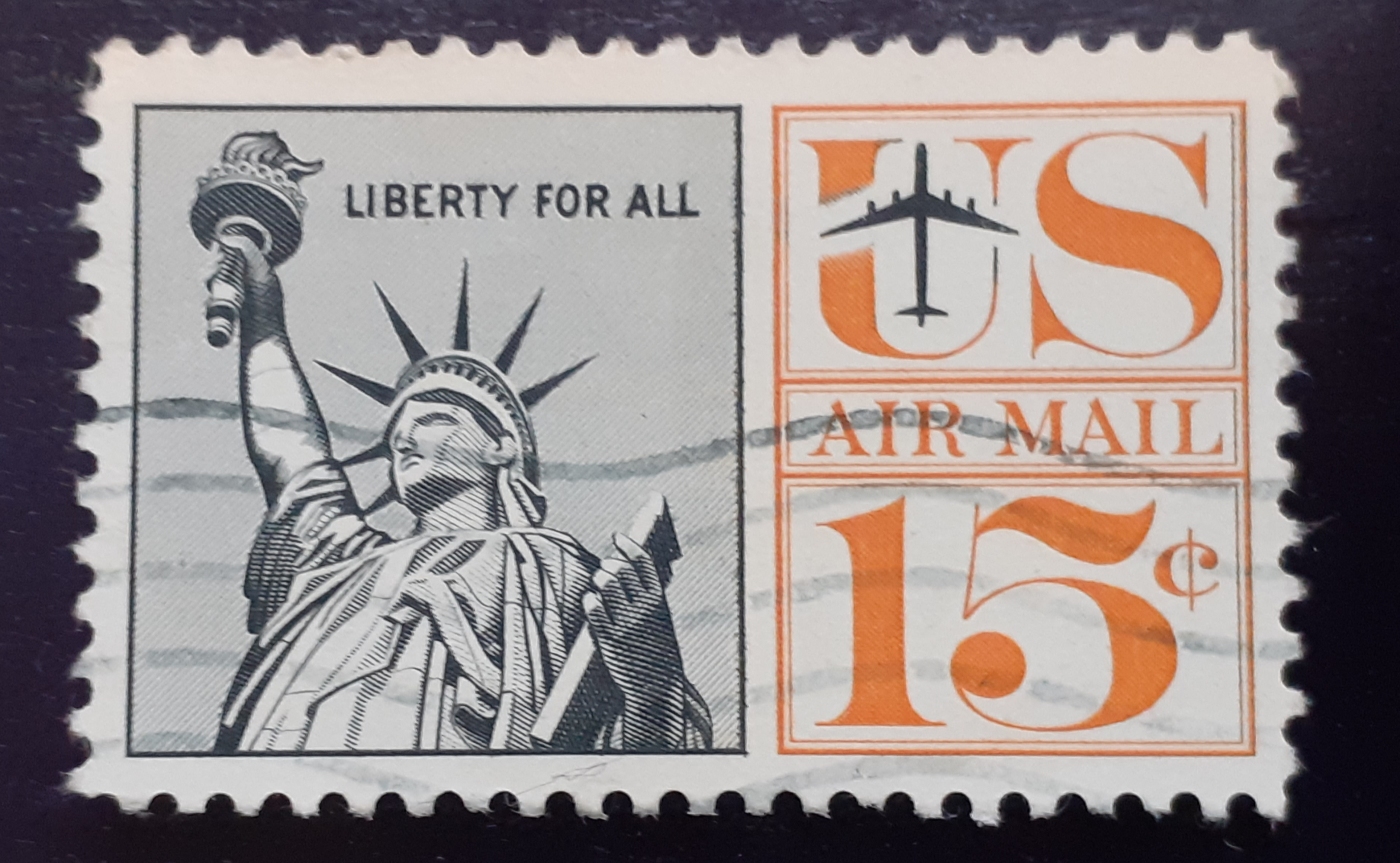 LIBERTY FOR ALL
US
AIR MAIL
15¢